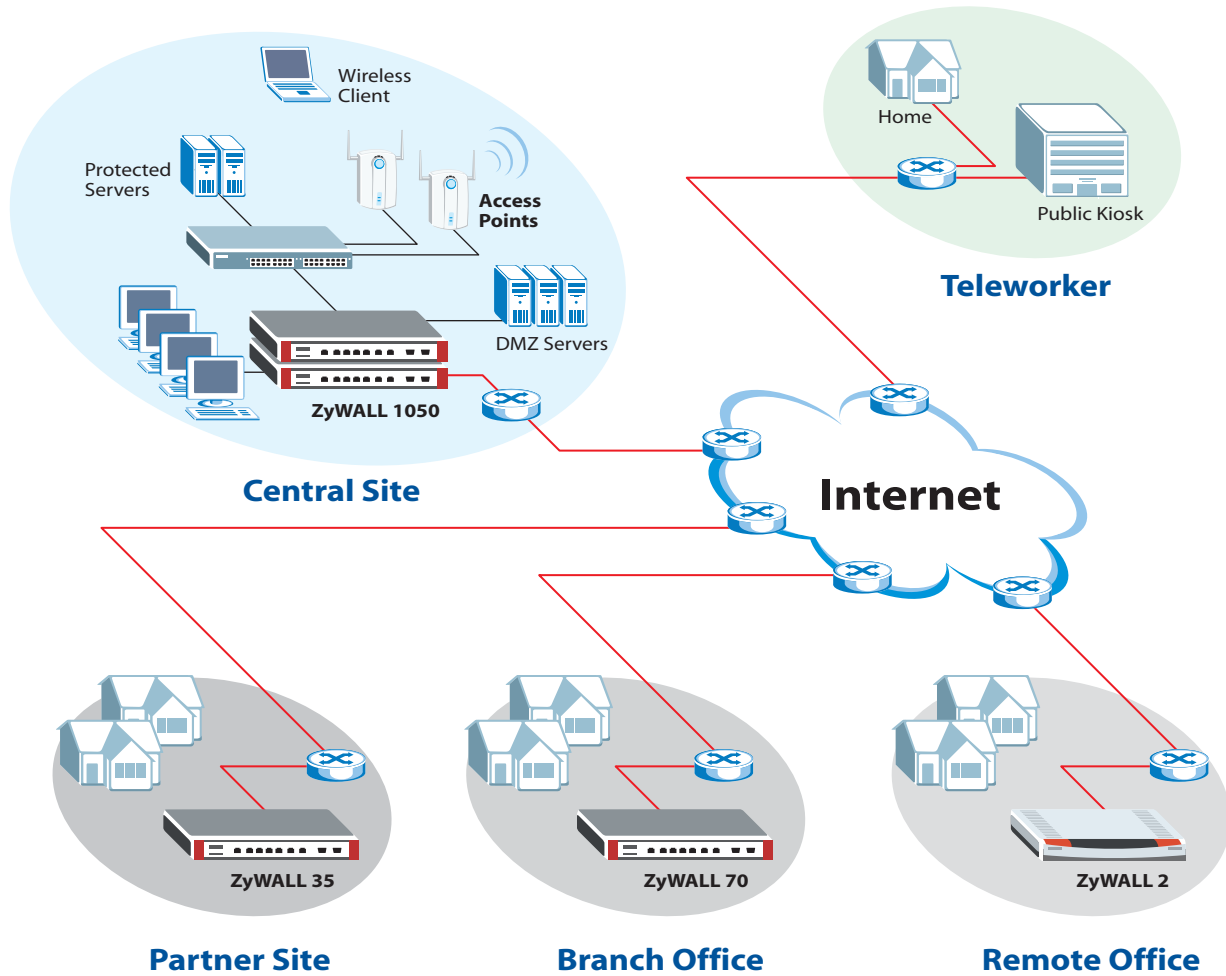 Wireless
Client
Protected
Servers
Access
Points
DMZ Servers
ZyWALL 1050
Central Site
Home
Public Kiosk
Teleworker
Internet
ZyWALL 35
Partner Site
ZyWALL 70
Branch Office
ZyWALL 2
Remote Office